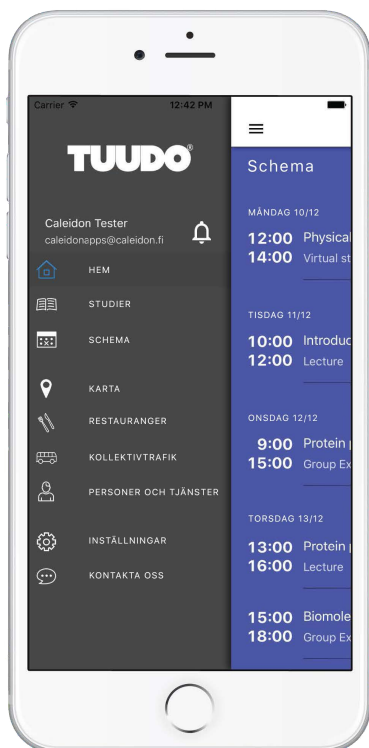 Carrier 12:42 PM
TUUDO®
Caleidon Tester
caleidonapps@caleidon.fi
HEM
STUDIER
SCHEMA
KARTA
RESTAURANGER
KOLLEKTIVTRAFIK
PERSONER OCH TJÄNSTER
INSTÄLLNINGAR
KONTAKTA OSS
Schema
MÅNDAG 10/12
12:00 Physical
14:00 Virtual st
TISDAG 11/12
10:00 Introduc
12:00 Lecture
ONSDAG 12/12
9:00 Protein p
15:00 Group Ex
TORSDAG 13/12
13:00 Protein p
16:00 Lecture
15:00 Biomole
18:00 Group Ex